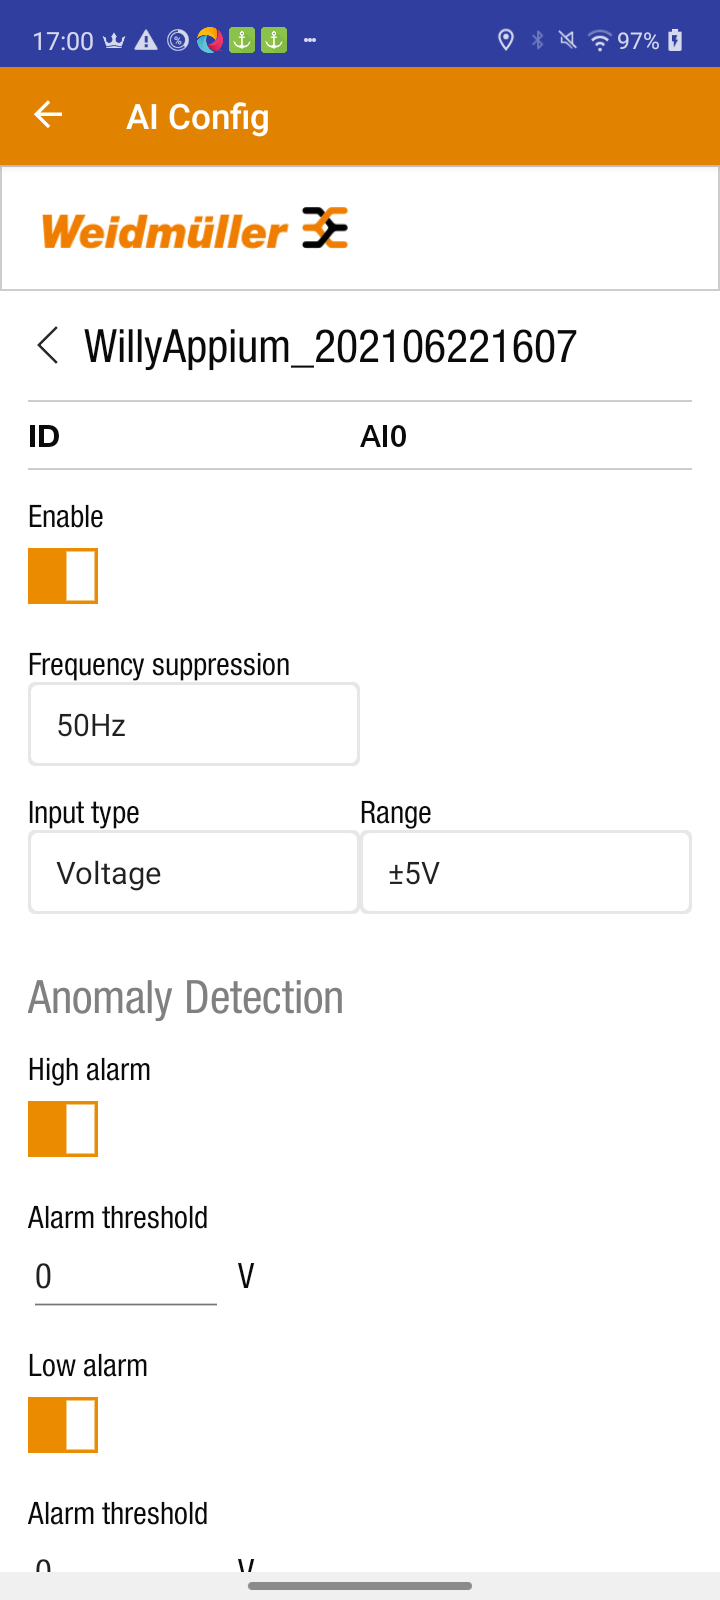 17:00 97%
AI Config
Weidmüller
WillyAppium_202106221607
ID AI0
Enable
Frequency suppression
50Hz
Input type Range
Voltage ±5V
Anomaly Detection
High alarm
Alarm threshold
0 V
Low alarm
Alarm threshold
0 V